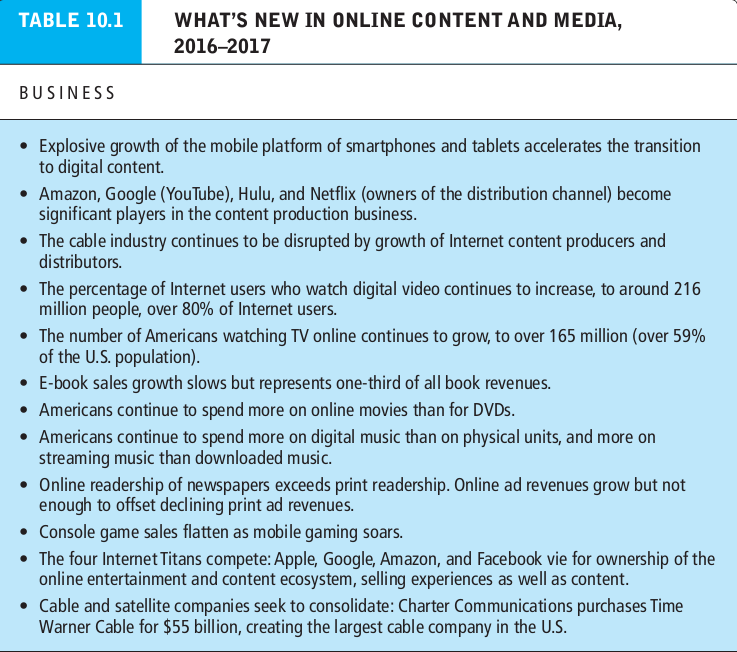 TABLE 10.1
WHAT'S NEW IN ONLINE CONTENT AND MEDIA,
2016–2017
BUSINESS
• Explosive growth of the mobile platform of smartphones and tablets accelerates the transition
to digital content.
• Amazon, Google (YouTube), Hulu, and Netflix (owners of the distribution channel) become
significant players in the content production business.
• The cable industry continues to be disrupted by growth of Internet content producers and
distributors.
• The percentage of Internet users who watch digital video continues to increase, to around 216
million people, over 80% of Internet users.
• The number of Americans watching TV online continues to grow, to over 165 million (over 59%
of the U.S. population).
• E-book sales growth slows but represents one-third of all book revenues.
• Americans continue to spend more on online movies than for DVDs.
• Americans continue to spend more on digital music than on physical units, and more on
streaming music than downloaded music.
• Online readership of newspapers exceeds print readership. Online ad revenues grow but not
enough to offset declining print ad revenues.
• Console game sales flatten as mobile gaming soars.
• The four Internet Titans compete: Apple, Google, Amazon, and Facebook vie for ownership of the
online entertainment and content ecosystem, selling experiences as well as content.
• Cable and satellite companies seek to consolidate: Charter Communications purchases Time
Warner Cable for $55 billion, creating the largest cable company in the U.S.